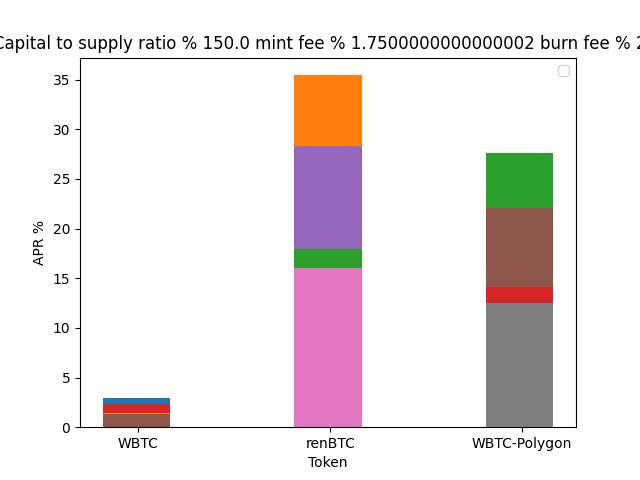 Capital to supply ratio % 150.0 mint fee % 1.7500000000000002 burn fee % 2
APR %
35
30
25
20
15
10
5
0
WBTC renBTC WBTC-Polygon
Token